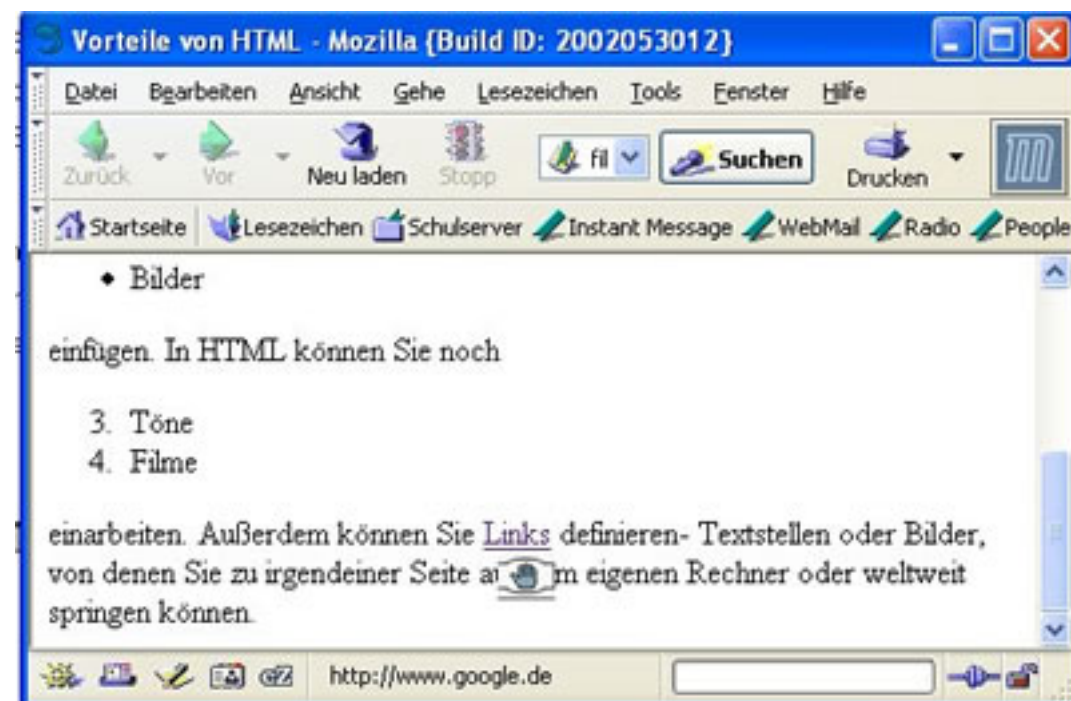 Vorteile von HTML - Mozilla {Build ID: 2002053012}
Datei Bearbeiten Ansicht Gehe Lesezeichen Tools Fenster Hilfe
Zurück Vor Neu laden Stopp fil Suchen Drucken
Startseite Lesezeichen Schulserver Instant Message WebMail Radio People
• Bilder
einfügen. In HTML können Sie noch
3. Töne
4. Filme
einarbeiten. Außerdem können Sie Links definieren- Textstellen oder Bilder,
von denen Sie zu irgendeiner Seite eigenen Rechner oder weltweit
springen können.
http://www.google.de